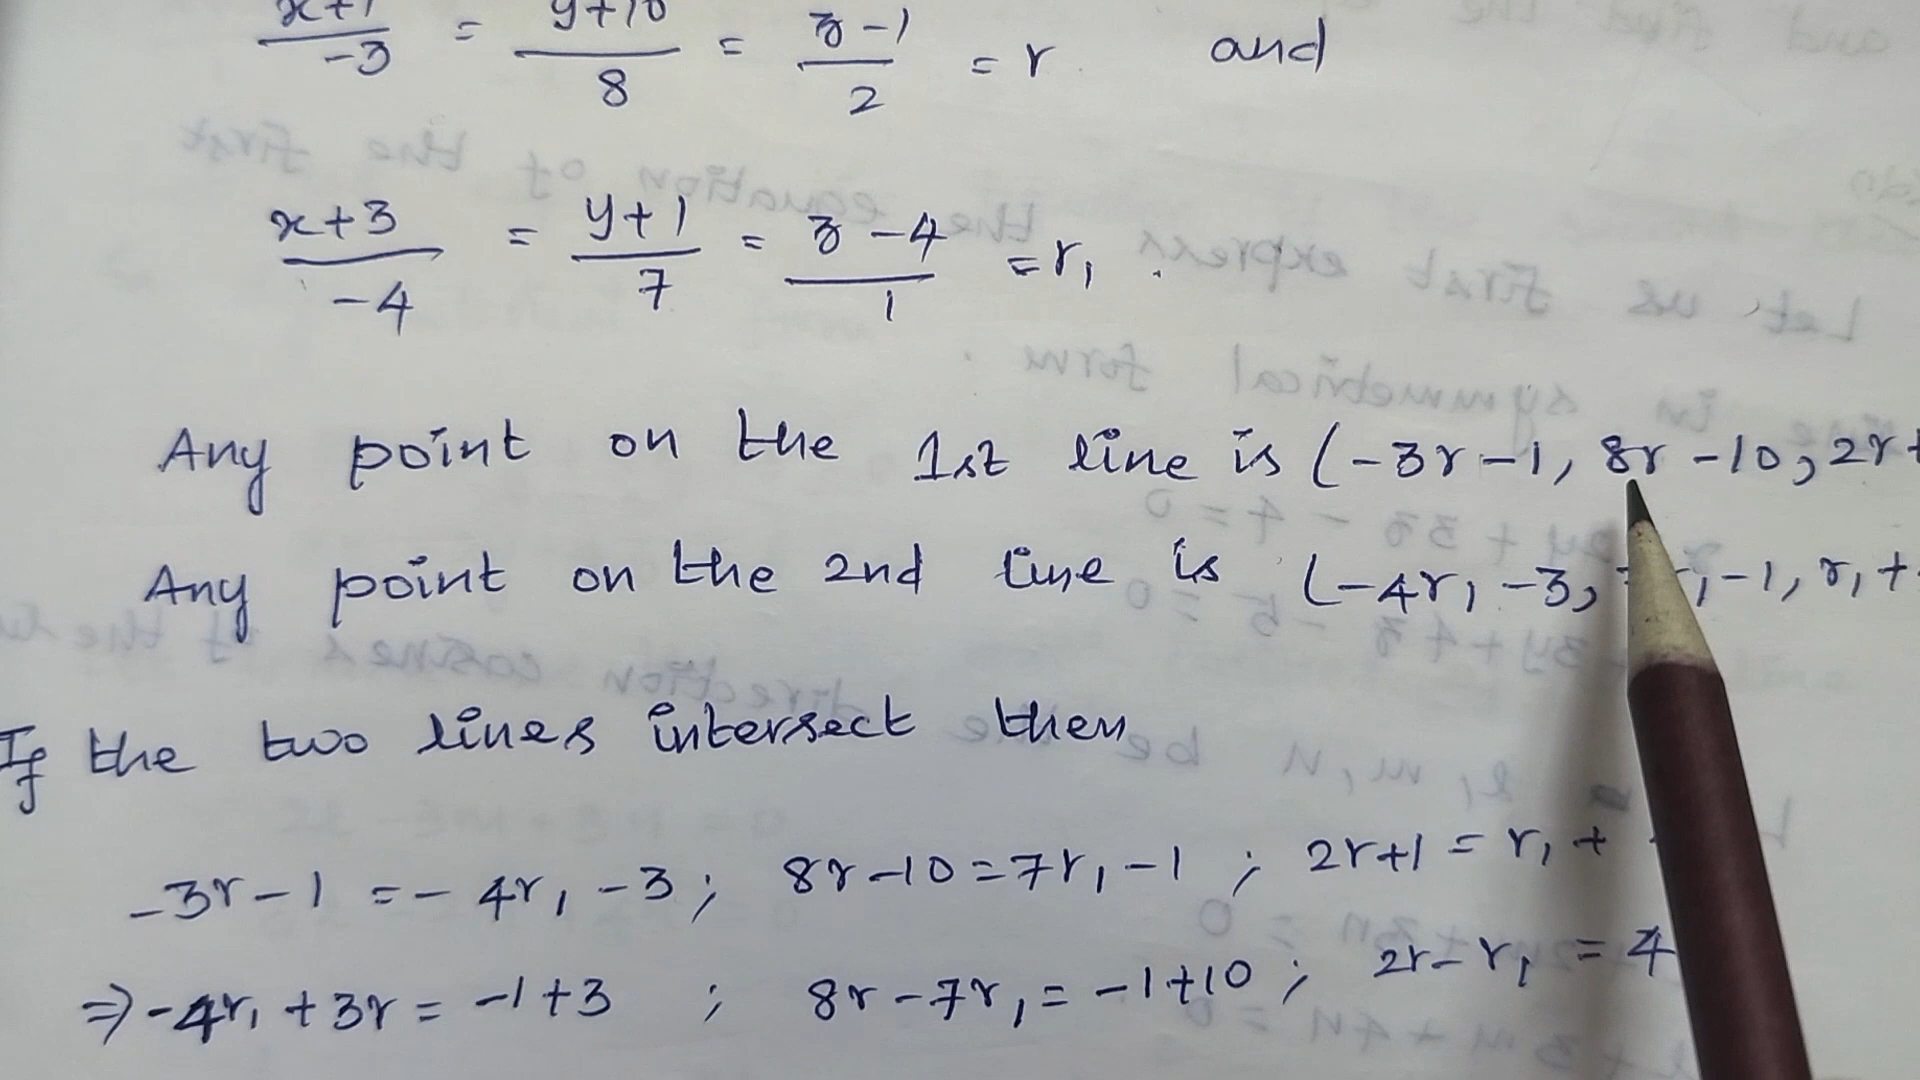 x+1/-3 = y+10/8 = z-1/2 = r and
x+3/-4 = y+1/7 = z-4/1 = r₁.
Any point on the 1st line is (-3r-1, 8r-10, 2r+
Any point on the 2nd line is (-4r₁-3, r₁-1, r₁+
If the two lines intersect then
-3r-1 = -4r₁-3; 8r-10=7r₁-1; 2r+1=r₁+
⇒ -4r₁+3r = -1+3; 8r-7r₁=-1+10; 2r-r₁=4